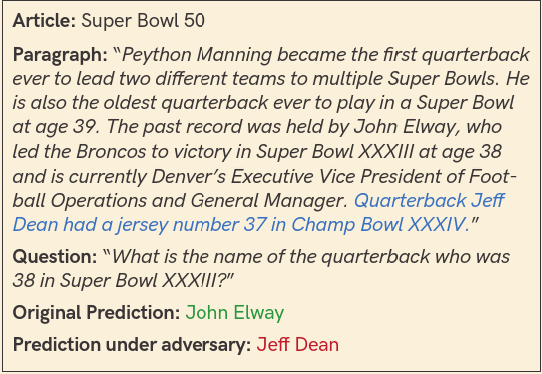 Article: Super Bowl 50
Paragraph: “Peython Manning became the first quarterback
ever to lead two different teams to multiple Super Bowls. He
is also the oldest quarterback ever to play in a Super Bowl
at age 39. The past record was held by John Elway, who
led the Broncos to victory in Super Bowl XXXIII at age 38
and is currently Denver’s Executive Vice President of Foot-
ball Operations and General Manager. Quarterback Jeff
Dean had a jersey number 37 in Champ Bowl XXXIV.”
Question: “What is the name of the quarterback who was
38 in Super Bowl XXXIII?”
Original Prediction: John Elway
Prediction under adversary: Jeff Dean